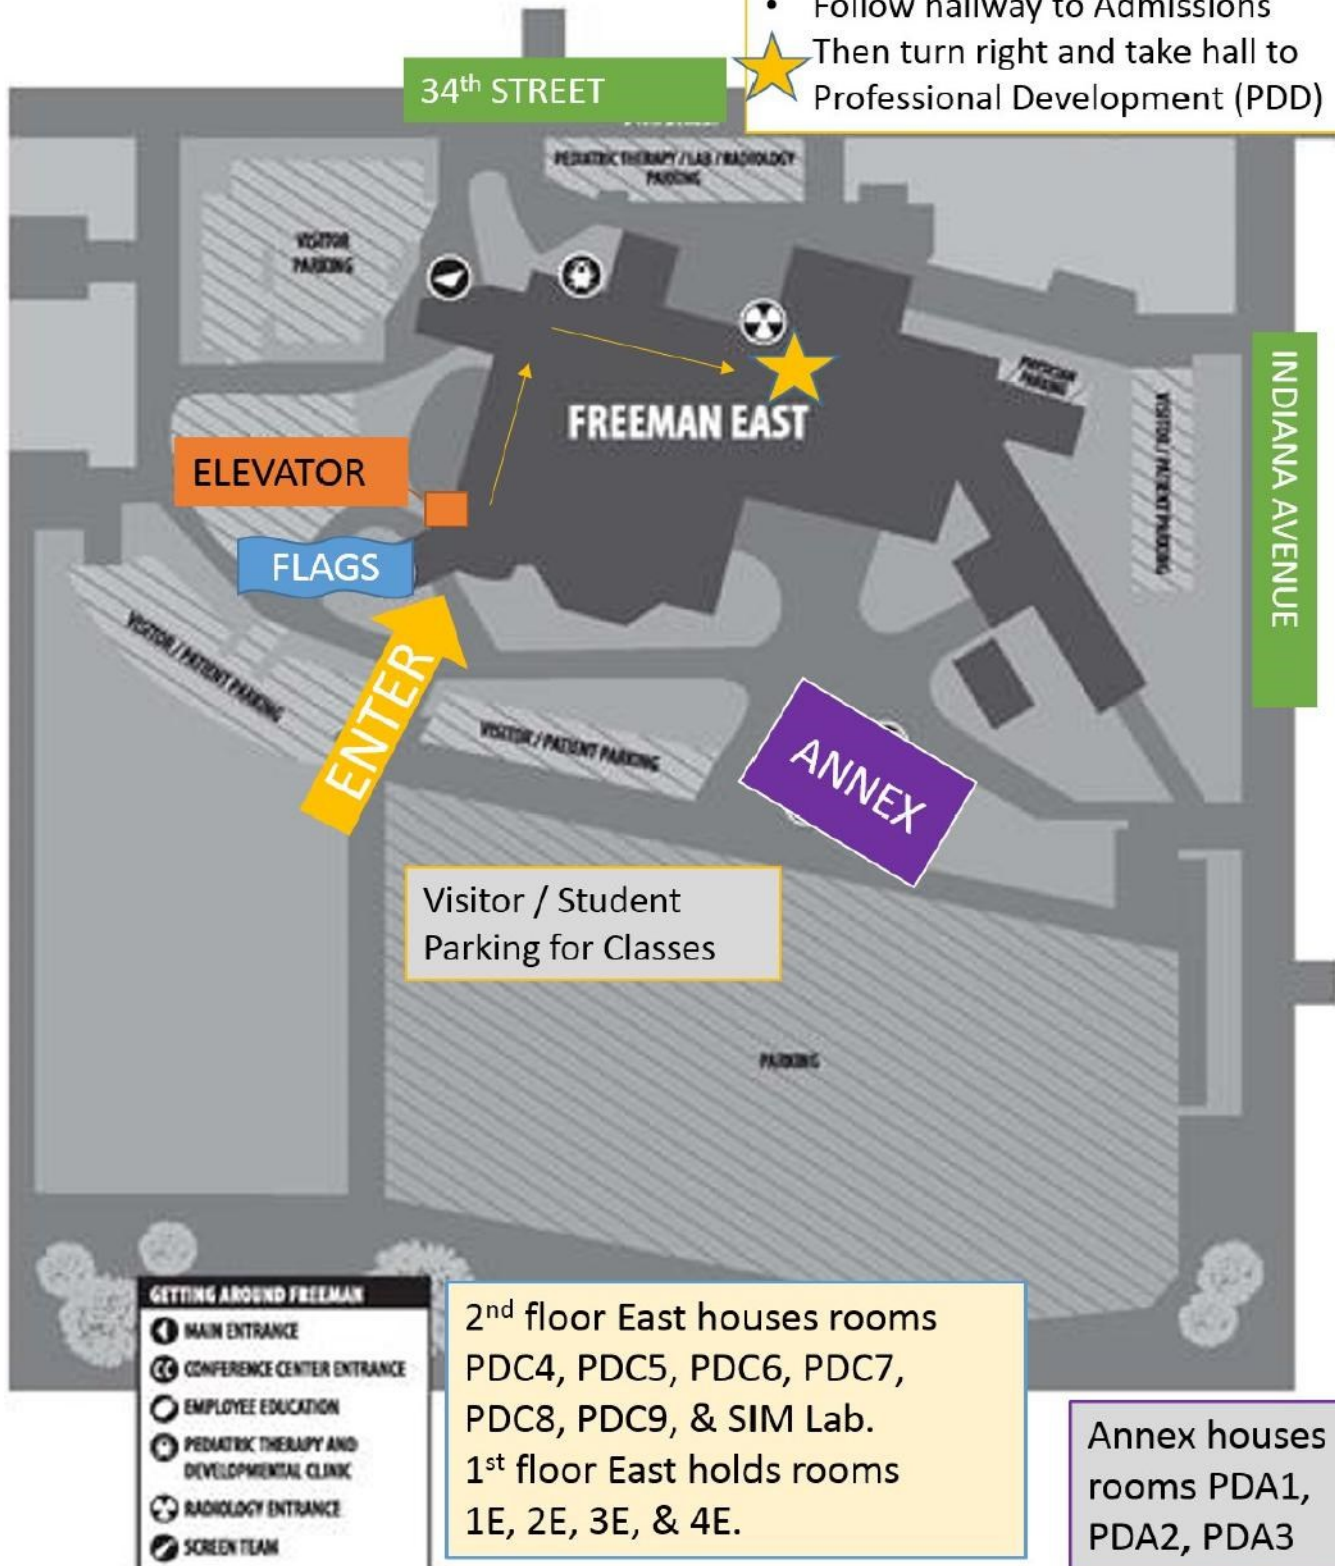 • Follow hallway to Admissions
Then turn right and take hall to
Professional Development (PDD)
34th STREET
PEDIATRIC THERAPY / LAB / RADIOLOGY
PARKING
VISITOR
PARKING
PHYSICIAN
PARKING
VISITOR / PATIENT PARKING
INDIANA AVENUE
FREEMAN EAST
ELEVATOR
FLAGS
ENTER
VISITOR / PATIENT PARKING
VISITOR / PATIENT PARKING
ANNEX
Visitor / Student
Parking for Classes
PARKING
GETTING AROUND FREEMAN
MAIN ENTRANCE
CONFERENCE CENTER ENTRANCE
EMPLOYEE EDUCATION
PEDIATRIC THERAPY AND
DEVELOPMENTAL CLINIC
RADIOLOGY ENTRANCE
SCREEN TEAM
2nd floor East houses rooms
PDC4, PDC5, PDC6, PDC7,
PDC8, PDC9, & SIM Lab.
1st floor East holds rooms
1E, 2E, 3E, & 4E.
Annex houses
rooms PDA1,
PDA2, PDA3